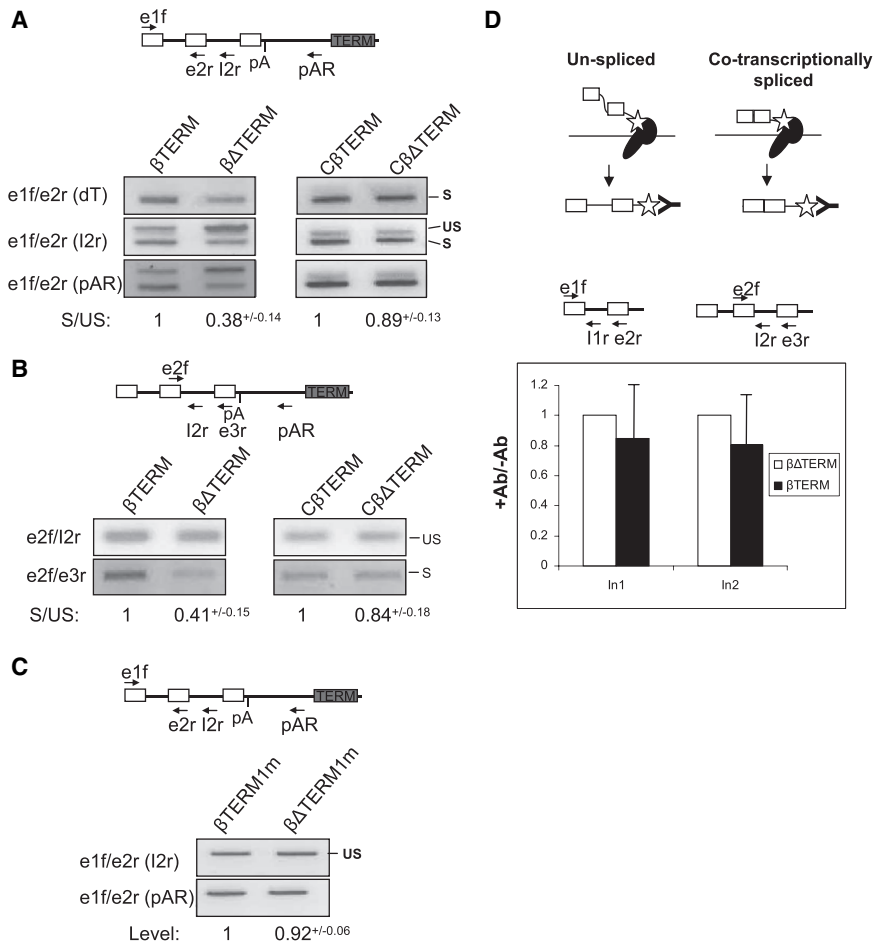 A
e1f
TERM
e2r I2r pA pAR
βTERM
βΔTERM
CβTERM
CβΔTERM
e1f/e2r (dT)
S
e1f/e2r (I2r)
US
S
e1f/e2r (pAR)
S/US: 1 0.38+/-0.14 1 0.89+/-0.13
B
e2f
TERM
pA
I2r e3r pAR
βTERM
βΔTERM
CβTERM
CβΔTERM
e2f/I2r
US
e2f/e3r
S
S/US: 1 0.41+/-0.15 1 0.84+/-0.18
C
e1f
TERM
e2r I2r pA pAR
βTERM1m
βΔTERM1m
e1f/e2r (I2r)
US
e1f/e2r (pAR)
Level: 1 0.92+/-0.06
D
Un-spliced
Co-transcriptionally
spliced
e1f
I1r e2r
e2f
I2r e3r
1.2
1
0.8
0.6
0.4
0.2
0
+Ab/-Ab
In1
In2
βΔTERM
βTERM